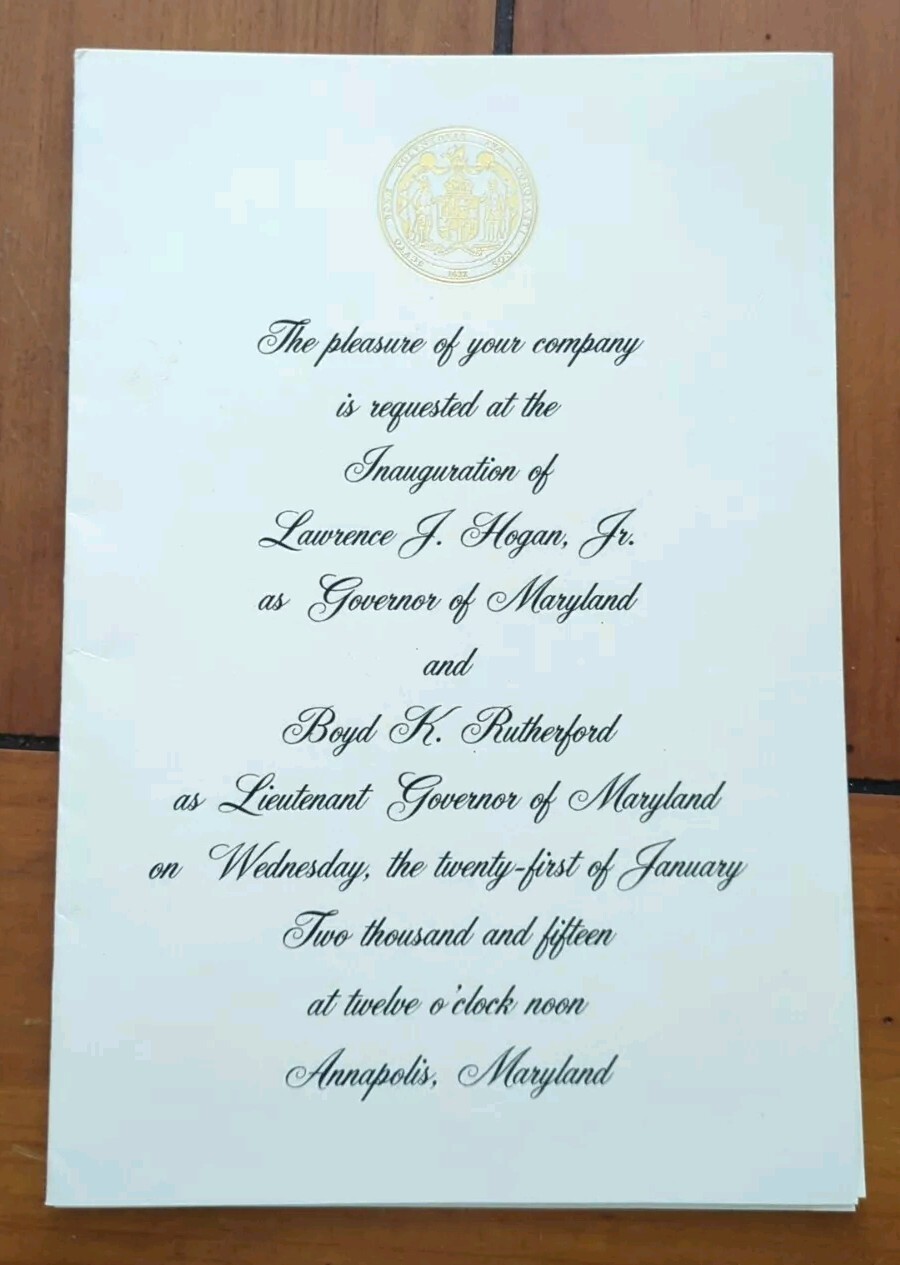 The pleasure of your company
is requested at the
Inauguration of
Lawrence J. Hogan, Jr.
as Governor of Maryland
and
Boyd K. Rutherford
as Lieutenant Governor of Maryland
on Wednesday, the twenty-first of January
Two thousand and fifteen
at twelve o'clock noon
Annapolis, Maryland